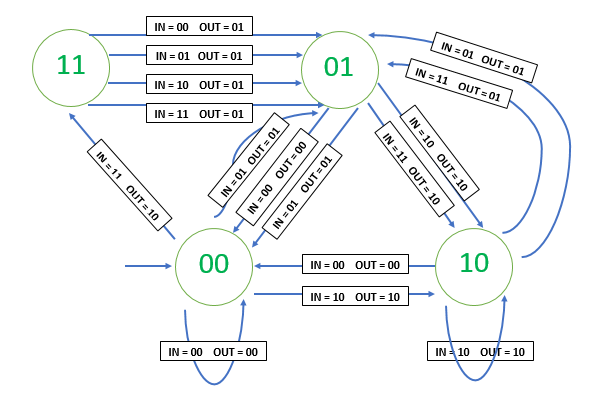 IN = 00 OUT = 01
11
IN = 01 OUT = 01
IN = 10 OUT = 01
IN = 11 OUT = 01
01
IN = 01 OUT = 01
IN = 11 OUT = 01
IN = 11 OUT = 10
IN = 01 OUT = 01
IN = 00 OUT = 00
IN = 01 OUT = 01
IN = 11 OUT = 10
IN = 10 OUT = 10
00
IN = 00 OUT = 00
IN = 10 OUT = 10
10
IN = 00 OUT = 00
IN = 10 OUT = 10